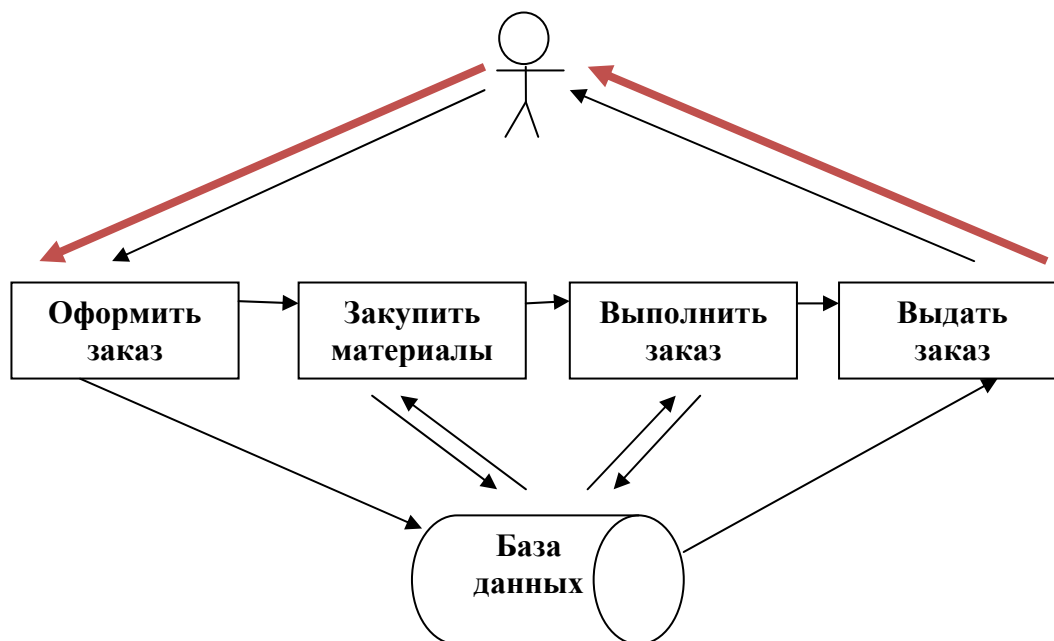 Оформить
заказ
Закупить
материалы
Выполнить
заказ
Выдать
заказ
База
данных